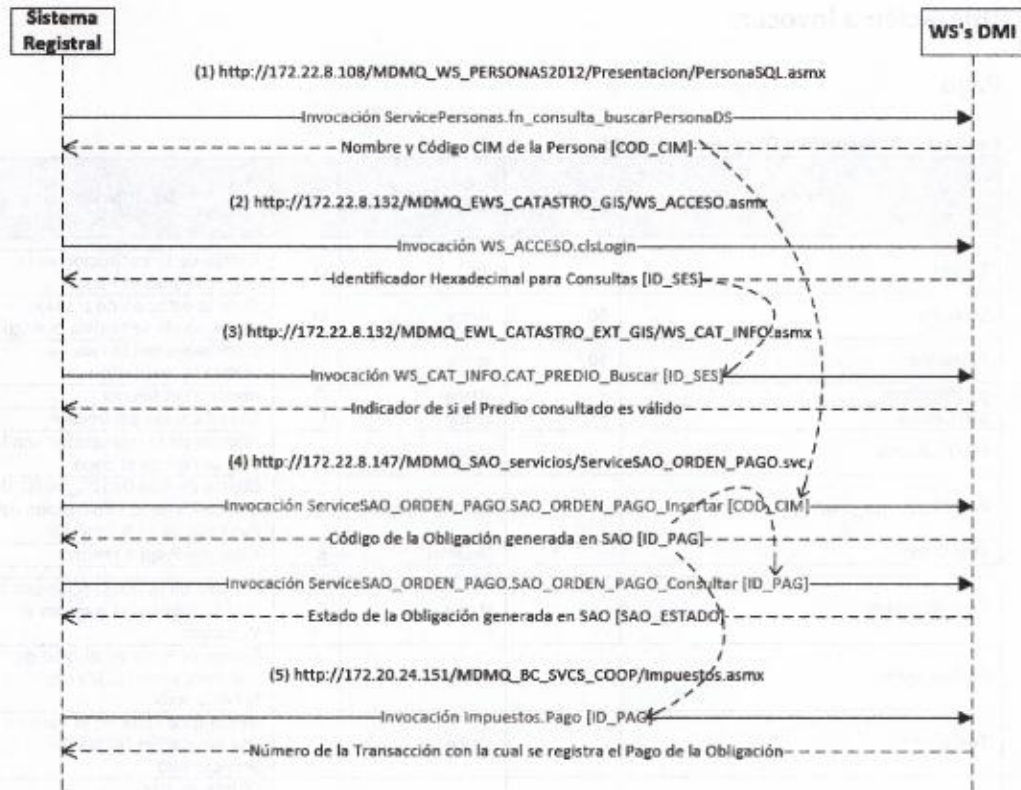 Sistema
Registral
WS's DMI
(1) http://172.22.8.108/MDMQ_WS_PERSONAS2012/Presentacion/PersonaSQL.asmx
Invocación ServicePersonas.fn_consulta_buscarPersonaDS
Nombre y Código CIM de la Persona [COD_CIM]
(2) http://172.22.8.132/MDMQ_EWS_CATASTRO_GIS/WS_ACCESO.asmx
Invocación WS_ACCESO.clsLogin
Identificador Hexadecimal para Consultas [ID_SES]
(3) http://172.22.8.132/MDMQ_EWL_CATASTRO_EXT_GIS/WS_CAT_INFO.asmx
Invocación WS_CAT_INFO.CAT_PREDIO_Buscar [ID_SES]
Indicador de si el Predio consultado es válido
(4) http://172.22.8.147/MDMQ_SAO_servicios/ServiceSAO_ORDEN_PAGO.svc
Invocación ServiceSAO_ORDEN_PAGO.SAO_ORDEN_PAGO_Insertar [COD_CIM]
Código de la Obligación generada en SAO [ID_PAG]
Invocación ServiceSAO_ORDEN_PAGO.SAO_ORDEN_PAGO_Consultar [ID_PAG]
Estado de la Obligación generada en SAO [SAO_ESTADO]
(5) http://172.20.24.151/MDMQ_BC_SVCS_COOP/Impuestos.asmx
Invocación Impuestos.Pago [ID_PAG]
Número de la Transacción con la cual se registra el Pago de la Obligación